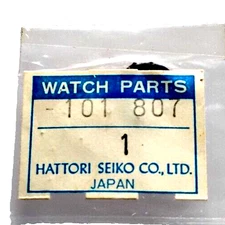 WATCH PARTS
-101 807
1
HATTORI SEIKO CO., LTD.
JAPAN